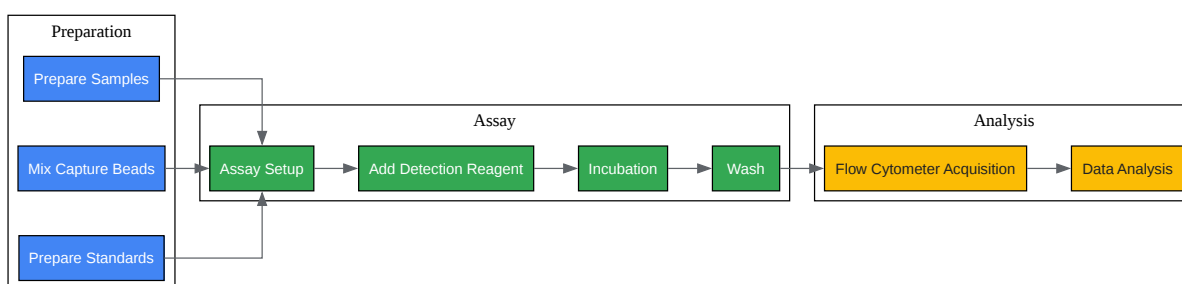 Preparation
Prepare Samples
Mix Capture Beads
Prepare Standards
Assay
Assay Setup
Add Detection Reagent
Incubation
Wash
Analysis
Flow Cytometer Acquisition
Data Analysis